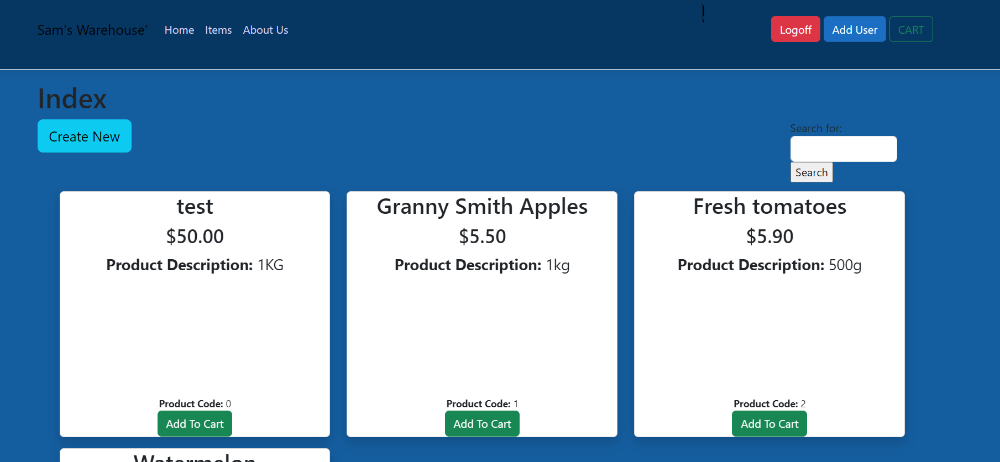 Sam's Warehouse' Home Items About Us Logoff Add User CART
Index
Create New
Search for:
Search
test
$50.00
Product Description: 1KG
Product Code: 0
Add To Cart
Granny Smith Apples
$5.50
Product Description: 1kg
Product Code: 1
Add To Cart
Fresh tomatoes
$5.90
Product Description: 500g
Product Code: 2
Add To Cart
Watermelon